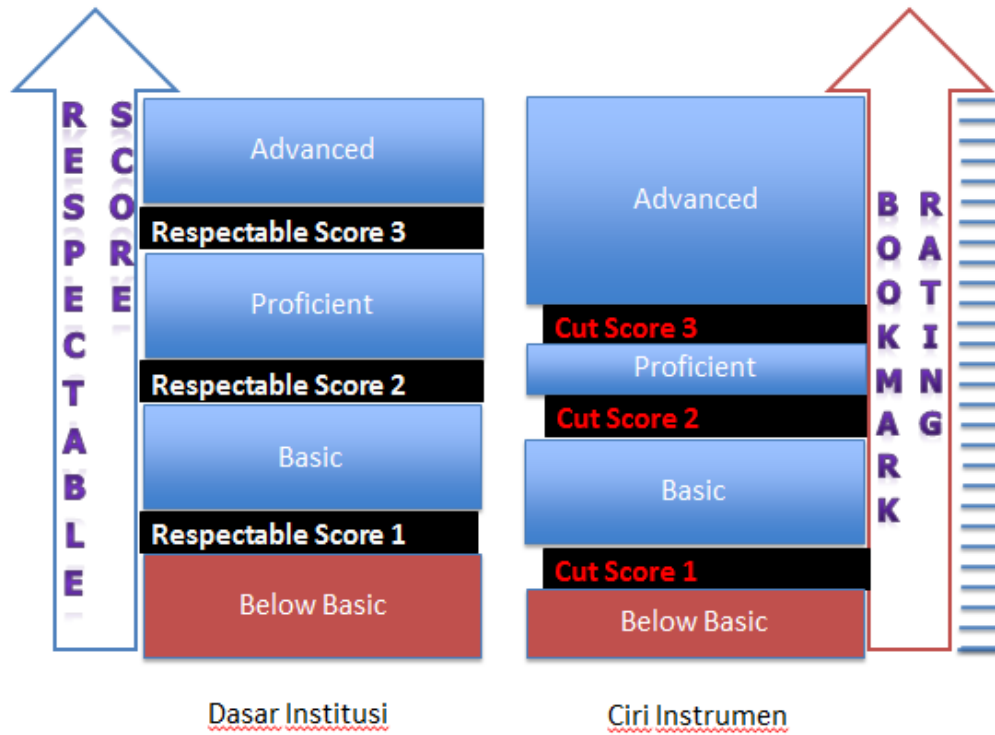 RESPECTABLE
SCORE
Advanced
Respectable Score 3
Proficient
Respectable Score 2
Basic
Respectable Score 1
Below Basic
Dasar Institusi
Advanced
Cut Score 3
Proficient
Cut Score 2
Basic
Cut Score 1
Below Basic
Ciri Instrumen
BOOKMARK
RATING